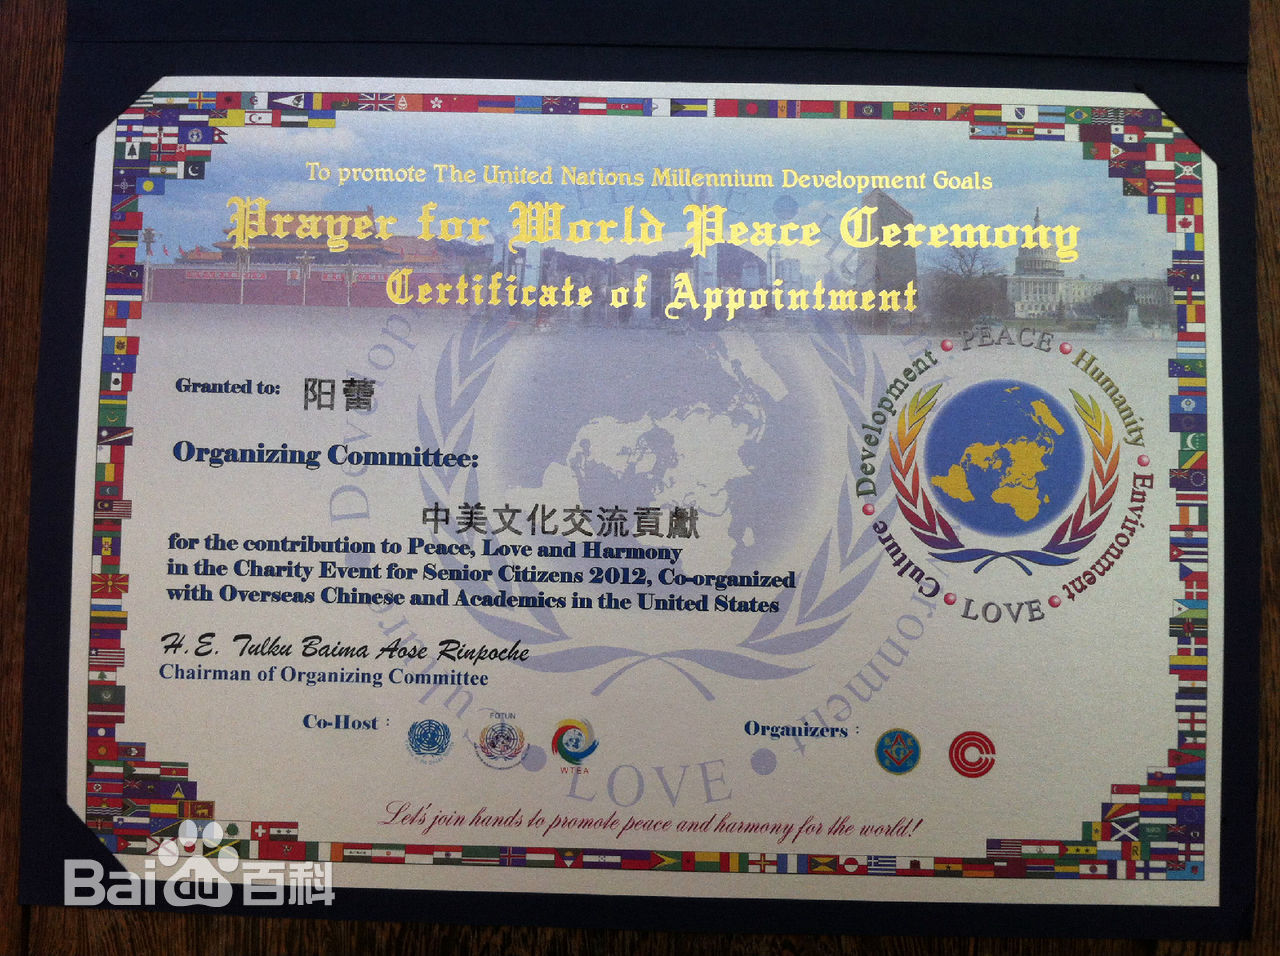 To promote The United Nations Millennium Development Goals
Prayer for World Peace Ceremony
Certificate of Appointment
Granted to: 阳蕾
Organizing Committee:
中美文化交流貢獻
for the contribution to Peace, Love and Harmony
in the Charity Event for Senior Citizens 2012, Co-organized
with Overseas Chinese and Academics in the United States
H.E. Tulku Baima Aose Rinpoche
Chairman of Organizing Committee
PEACE
Humanity
Environment
LOVE
Culture
Development
Co-Host :
FOTUN
WTEA
Organizers :
Development
LOVE
Let's join hands to promote peace and harmony for the world!
Bai du 百科